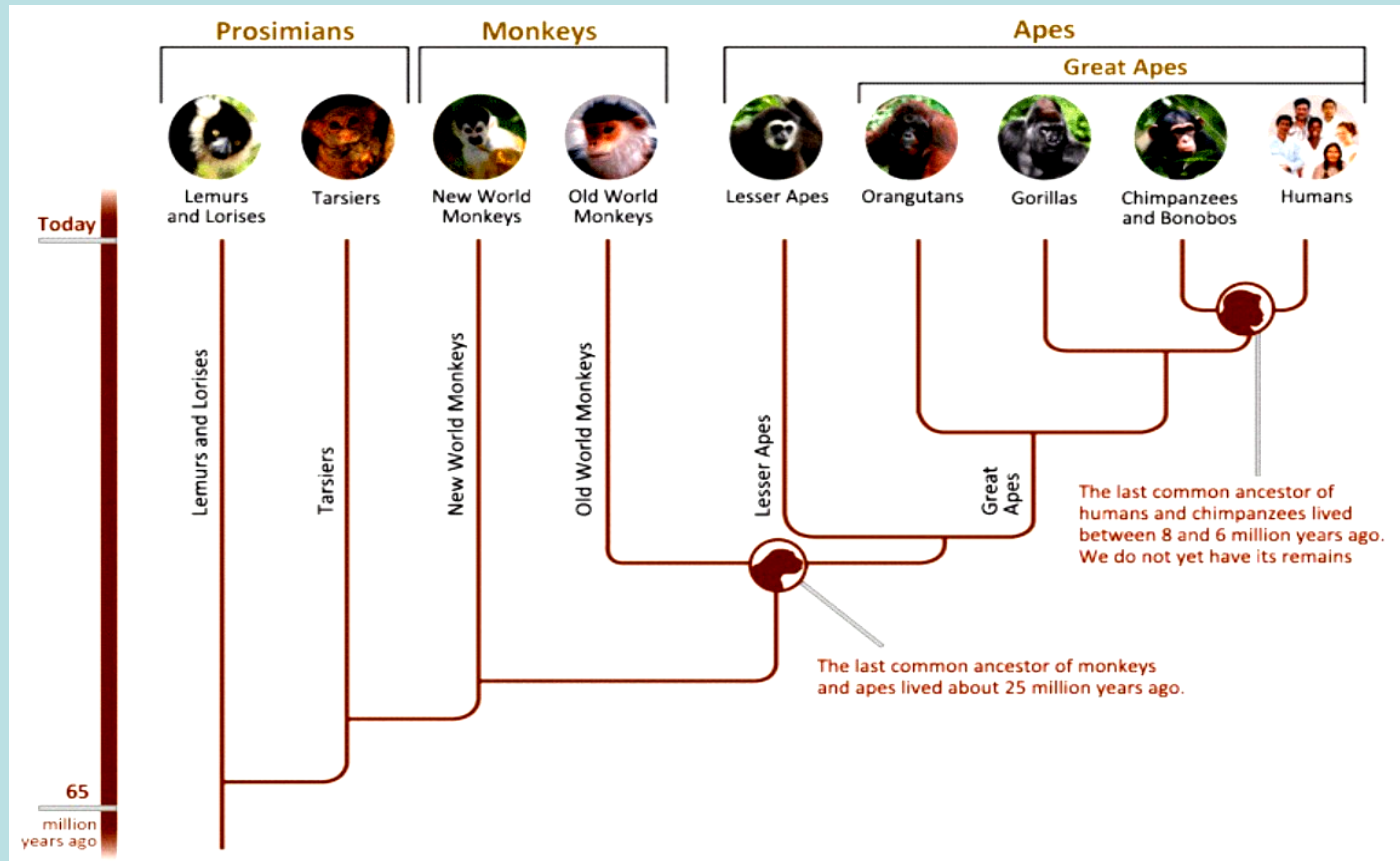 Prosimians
Monkeys
Apes
Great Apes
Lemurs
and Lorises
Tarsiers
New World
Monkeys
Old World
Monkeys
Lesser Apes
Orangutans
Gorillas
Chimpanzees
and Bonobos
Humans
Today
Lemurs and Lorises
Tarsiers
New World Monkeys
Old World Monkeys
Lesser Apes
Great
Apes
The last common ancestor of
humans and chimpanzees lived
between 8 and 6 million years ago.
We do not yet have its remains
The last common ancestor of monkeys
and apes lived about 25 million years ago.
65
million
years ago